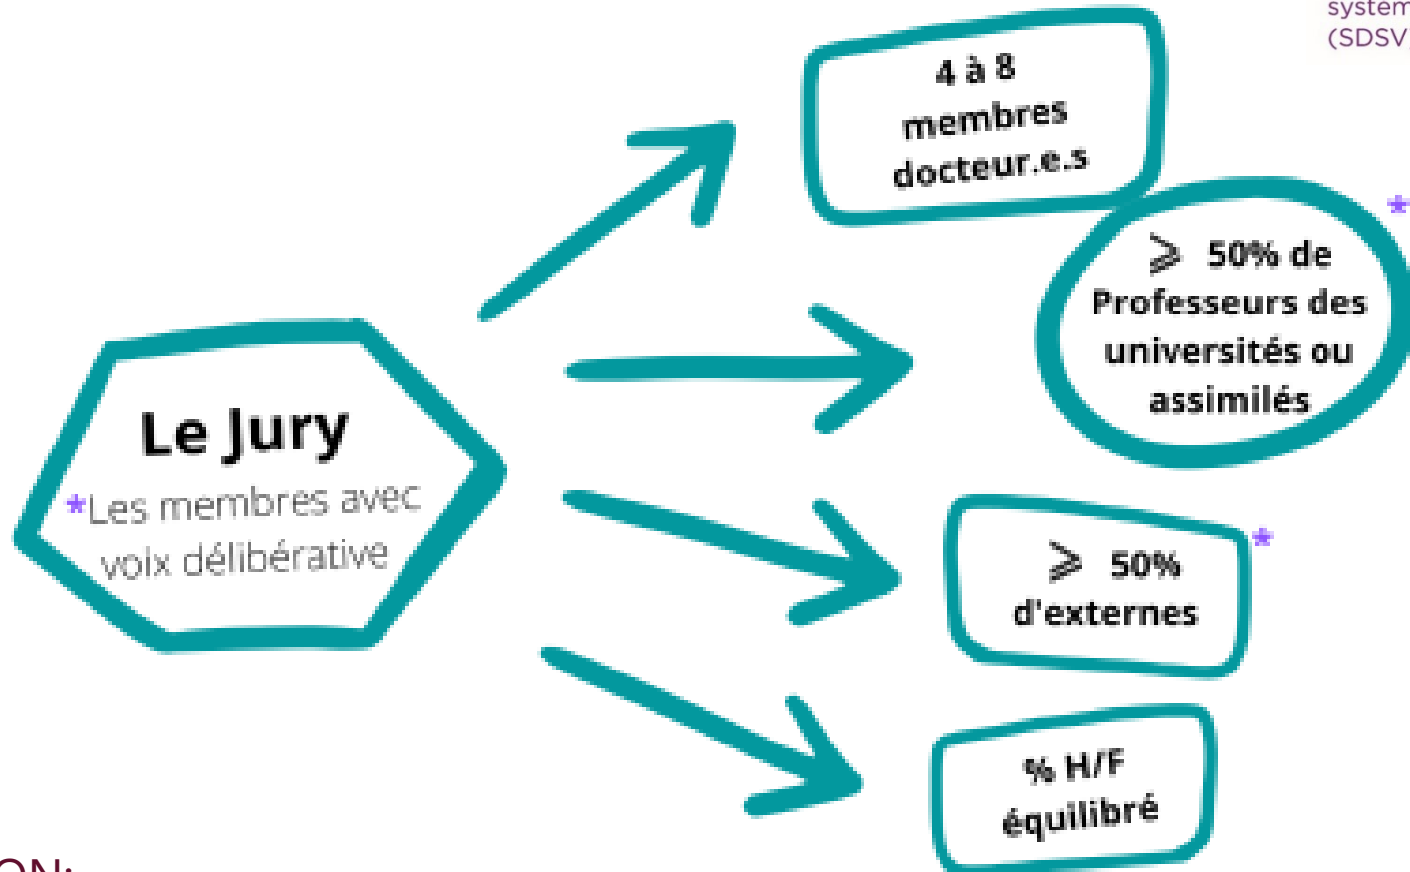 system
(SDSV
4 à 8
membres
docteur.e.s
*
⩾ 50% de
Professeurs des
universités ou
assimilés
Le Jury
*Les membres avec
voix délibérative
*
⩾ 50%
d'externes
% H/F
équilibré
ON: